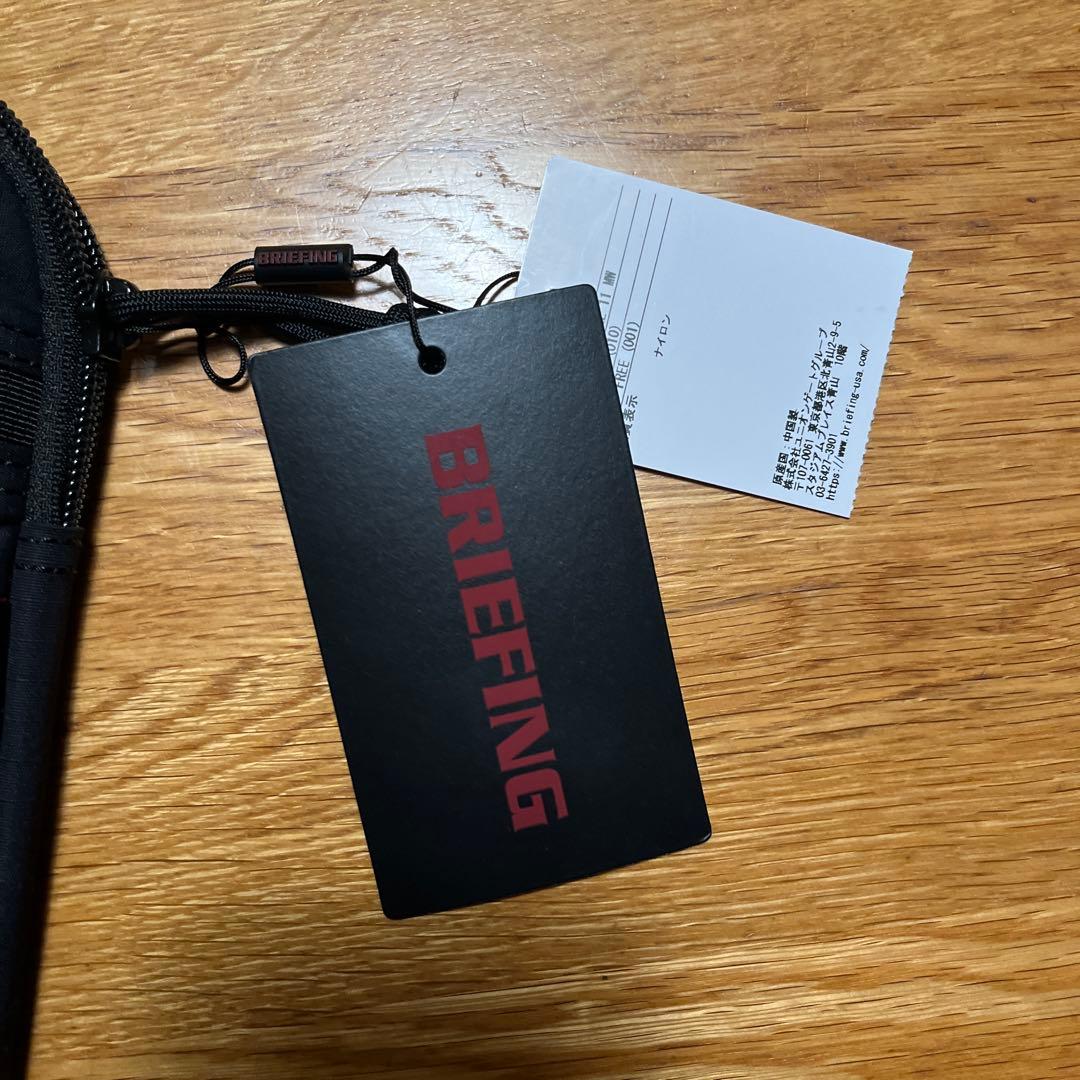 BRIEFING
BRIEFING
11 MW
(010)
FREE (001)
表示
ナイロン
原産国:中国製
株式会社ユニオンゲートグループ
〒107-0061 東京都港区北青山2-9-5
スタジアムプレイス青山 10階
03-6427-3901
https://www.briefing-usa.com/